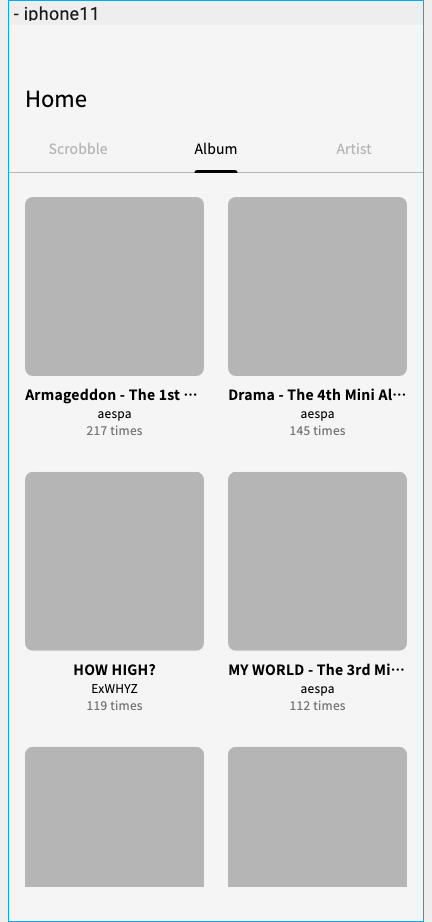 - iphone11
Home
Scrobble Album Artist
Armageddon - The 1st ⋯ Drama - The 4th Mini Al⋯
aespa aespa
217 times 145 times
HOW HIGH? MY WORLD - The 3rd Mi⋯
ExWHYZ aespa
119 times 112 times